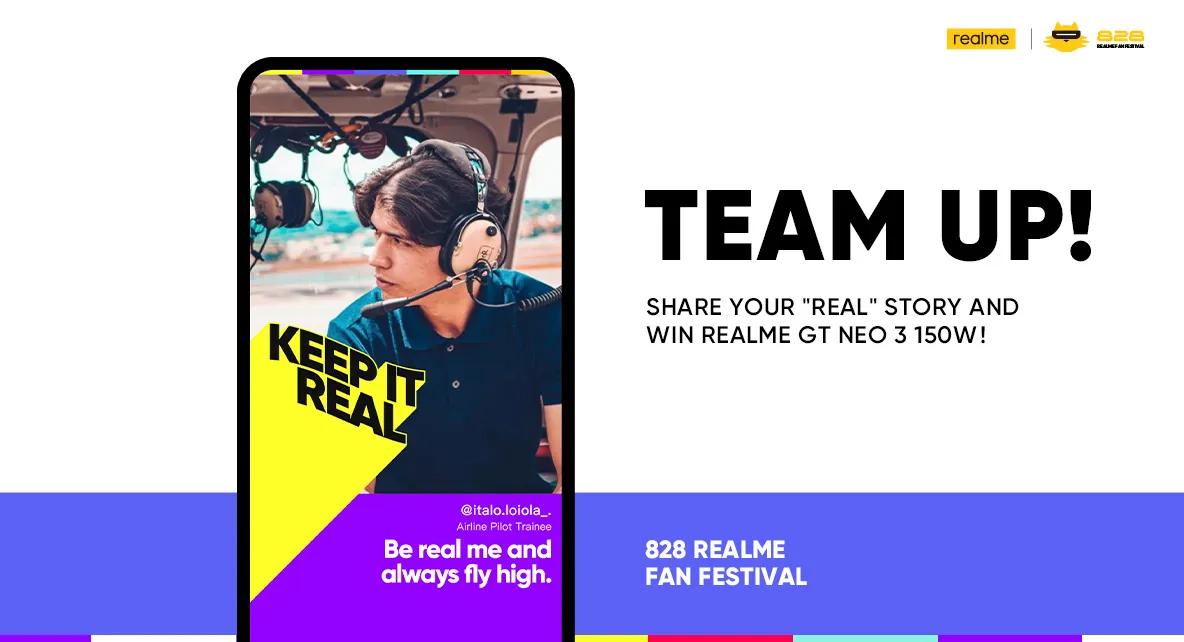 realme
828
REALME FAN FESTIVAL
TEAM UP!
SHARE YOUR "REAL" STORY AND
WIN REALME GT NEO 3 150W!
KEEP IT
REAL
@italo.loiola_.
Airline Pilot Trainee
Be real me and
always fly high.
828 REALME
FAN FESTIVAL